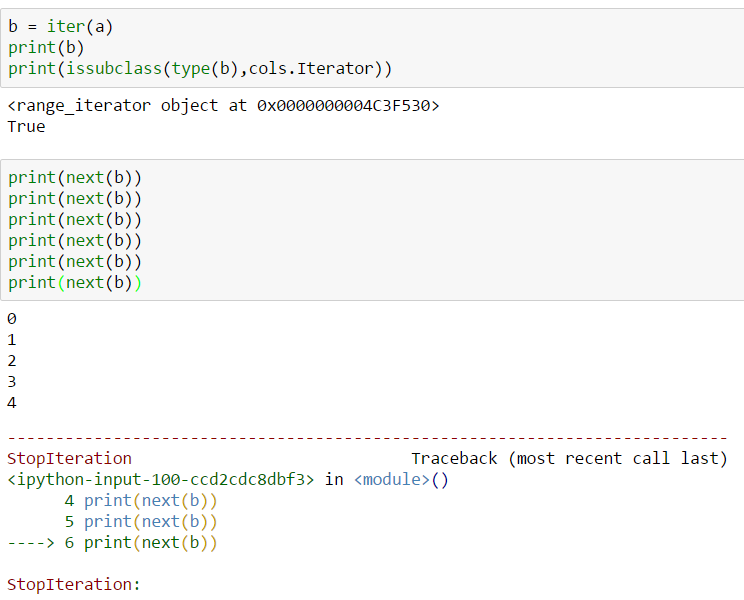 b = iter(a)
print(b)
print(issubclass(type(b),cols.Iterator))
<range_iterator object at 0x0000000004C3F530>
True
print(next(b))
print(next(b))
print(next(b))
print(next(b))
print(next(b))
print(next(b))
0
1
2
3
4
---------------------------------------------------------------------------
StopIteration                             Traceback (most recent call last)
<ipython-input-100-ccd2cdc8dbf3> in <module>()
      4 print(next(b))
      5 print(next(b))
----> 6 print(next(b))
StopIteration: